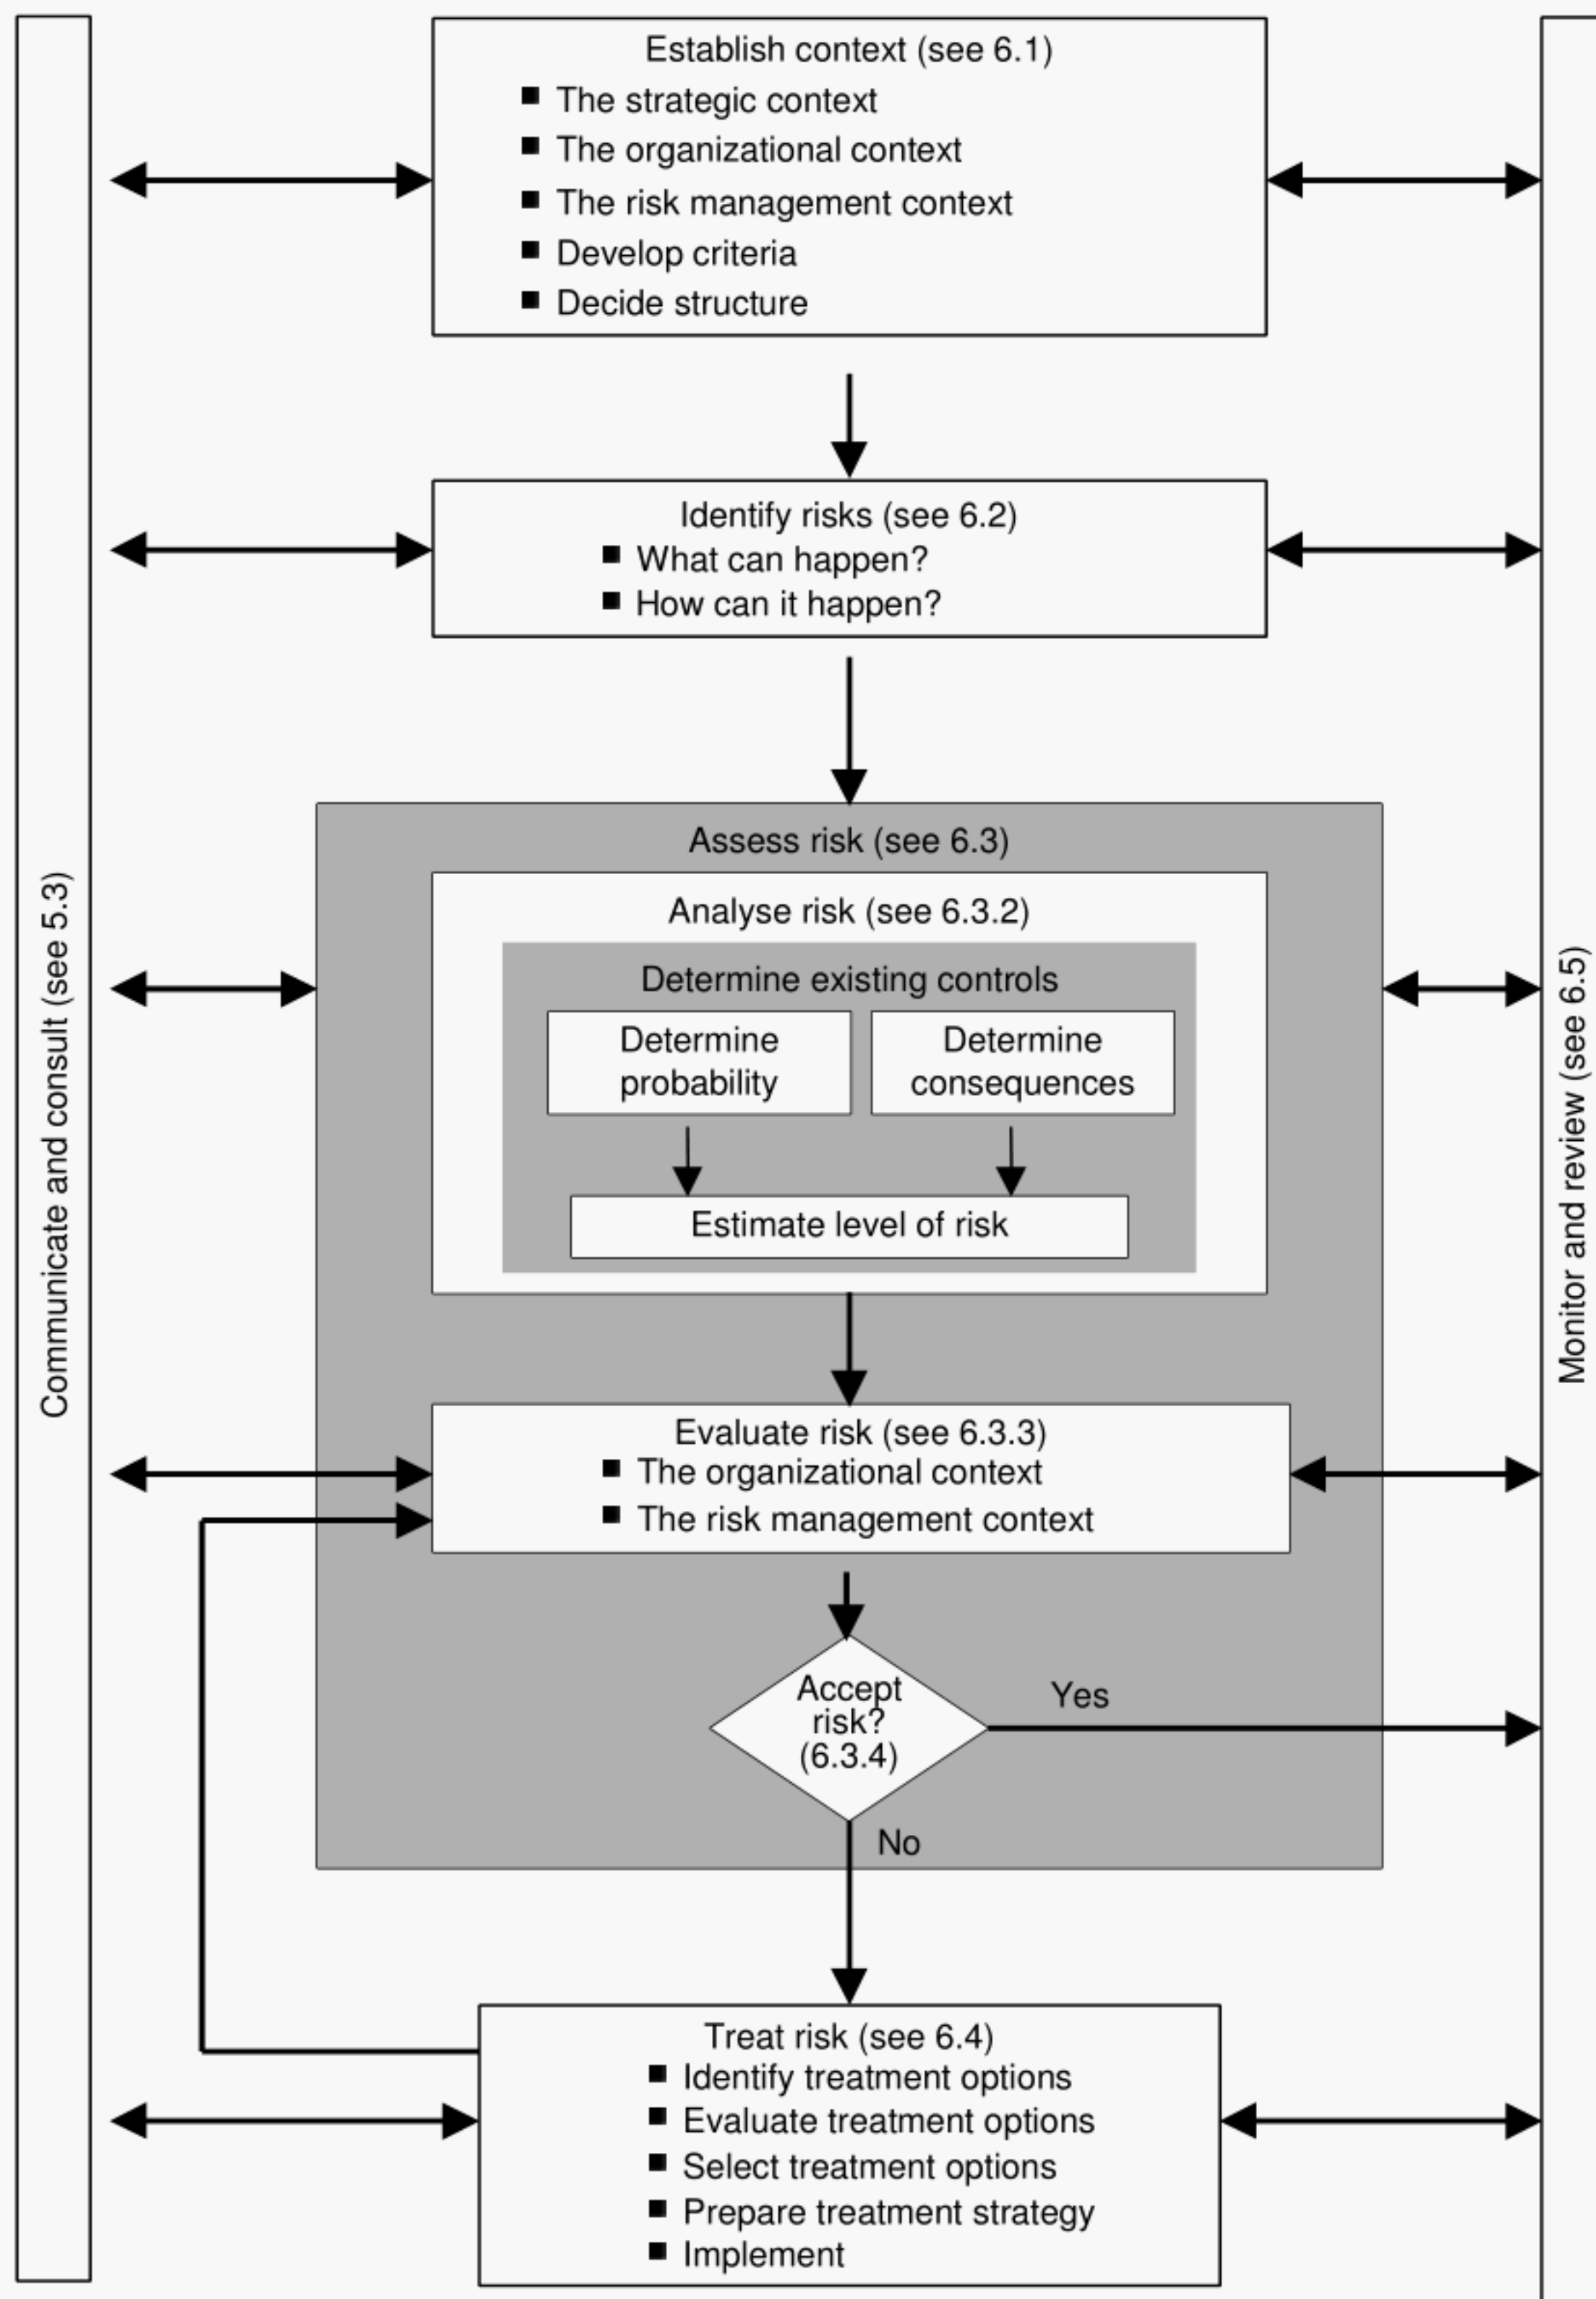 Communicate and consult (see 5.3)
Establish context (see 6.1)
■ The strategic context
■ The organizational context
■ The risk management context
■ Develop criteria
■ Decide structure
Identify risks (see 6.2)
■ What can happen?
■ How can it happen?
Assess risk (see 6.3)
Analyse risk (see 6.3.2)
Determine existing controls
Determine
probability
Determine
consequences
Estimate level of risk
Evaluate risk (see 6.3.3)
■ The organizational context
■ The risk management context
Accept
risk?
(6.3.4)
Yes
No
Treat risk (see 6.4)
■ Identify treatment options
■ Evaluate treatment options
■ Select treatment options
■ Prepare treatment strategy
■ Implement
Monitor and review (see 6.5)